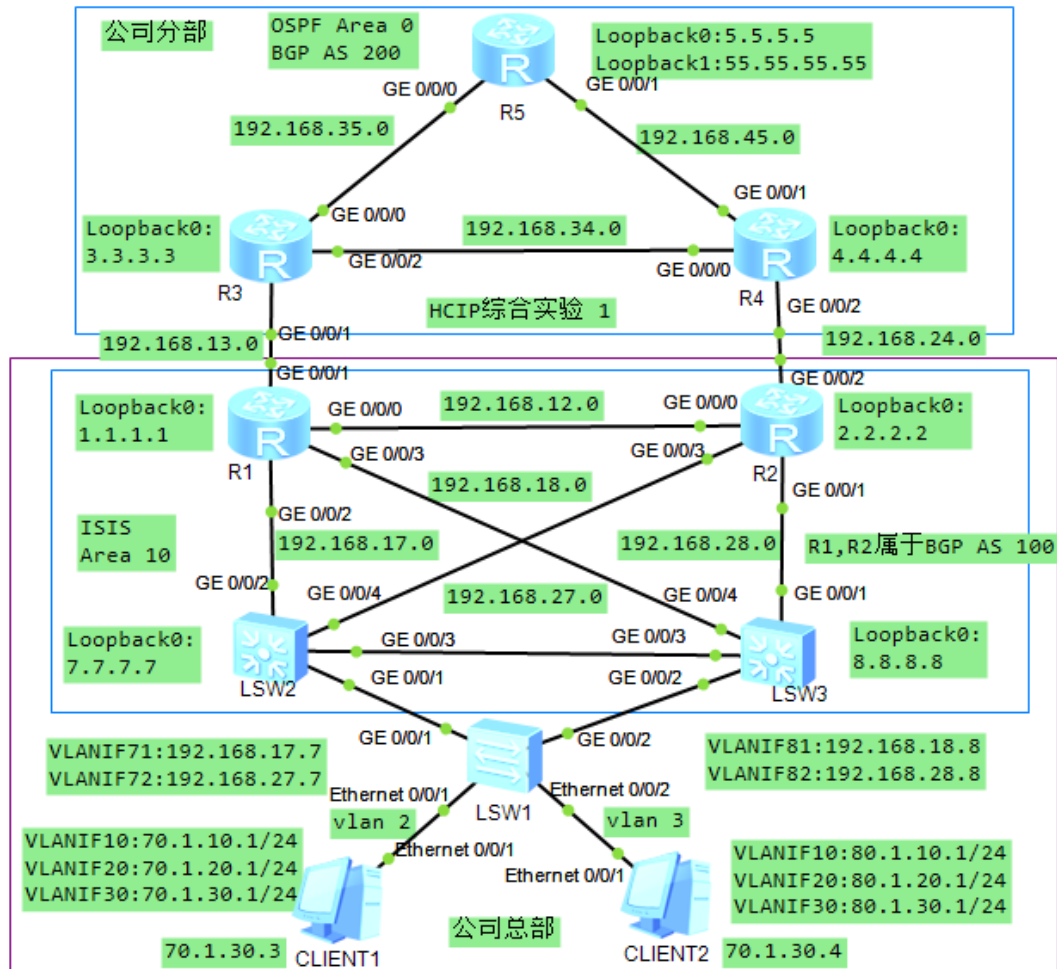 公司分部
OSPF Area 0
BGP AS 200
Loopback0:5.5.5.5
Loopback1:55.55.55.55
R
R5
GE 0/0/0
GE 0/0/1
192.168.35.0
192.168.45.0
GE 0/0/0
GE 0/0/1
Loopback0:
3.3.3.3
R
R3
GE 0/0/2
192.168.34.0
GE 0/0/0
R
R4
Loopback0:
4.4.4.4
GE 0/0/2
HCIP综合实验 1
GE 0/0/1
192.168.13.0
192.168.24.0
GE 0/0/1
GE 0/0/2
Loopback0:
1.1.1.1
R
R1
GE 0/0/0
192.168.12.0
GE 0/0/0
R
R2
Loopback0:
2.2.2.2
GE 0/0/3
GE 0/0/3
192.168.18.0
GE 0/0/1
GE 0/0/2
ISIS
Area 10
192.168.17.0
192.168.28.0
R1,R2属于BGP AS 100
GE 0/0/2
GE 0/0/4
192.168.27.0
GE 0/0/4
GE 0/0/1
Loopback0:
7.7.7.7
LSW2
GE 0/0/3
GE 0/0/3
LSW3
Loopback0:
8.8.8.8
GE 0/0/1
GE 0/0/2
GE 0/0/1
GE 0/0/2
VLANIF71:192.168.17.7
VLANIF72:192.168.27.7
VLANIF81:192.168.18.8
VLANIF82:192.168.28.8
LSW1
Ethernet 0/0/1
Ethernet 0/0/2
vlan 2
vlan 3
Ethernet 0/0/1
Ethernet 0/0/1
VLANIF10:70.1.10.1/24
VLANIF20:70.1.20.1/24
VLANIF30:70.1.30.1/24
VLANIF10:80.1.10.1/24
VLANIF20:80.1.20.1/24
VLANIF30:80.1.30.1/24
公司总部
70.1.30.3
CLIENT1
CLIENT2
70.1.30.4